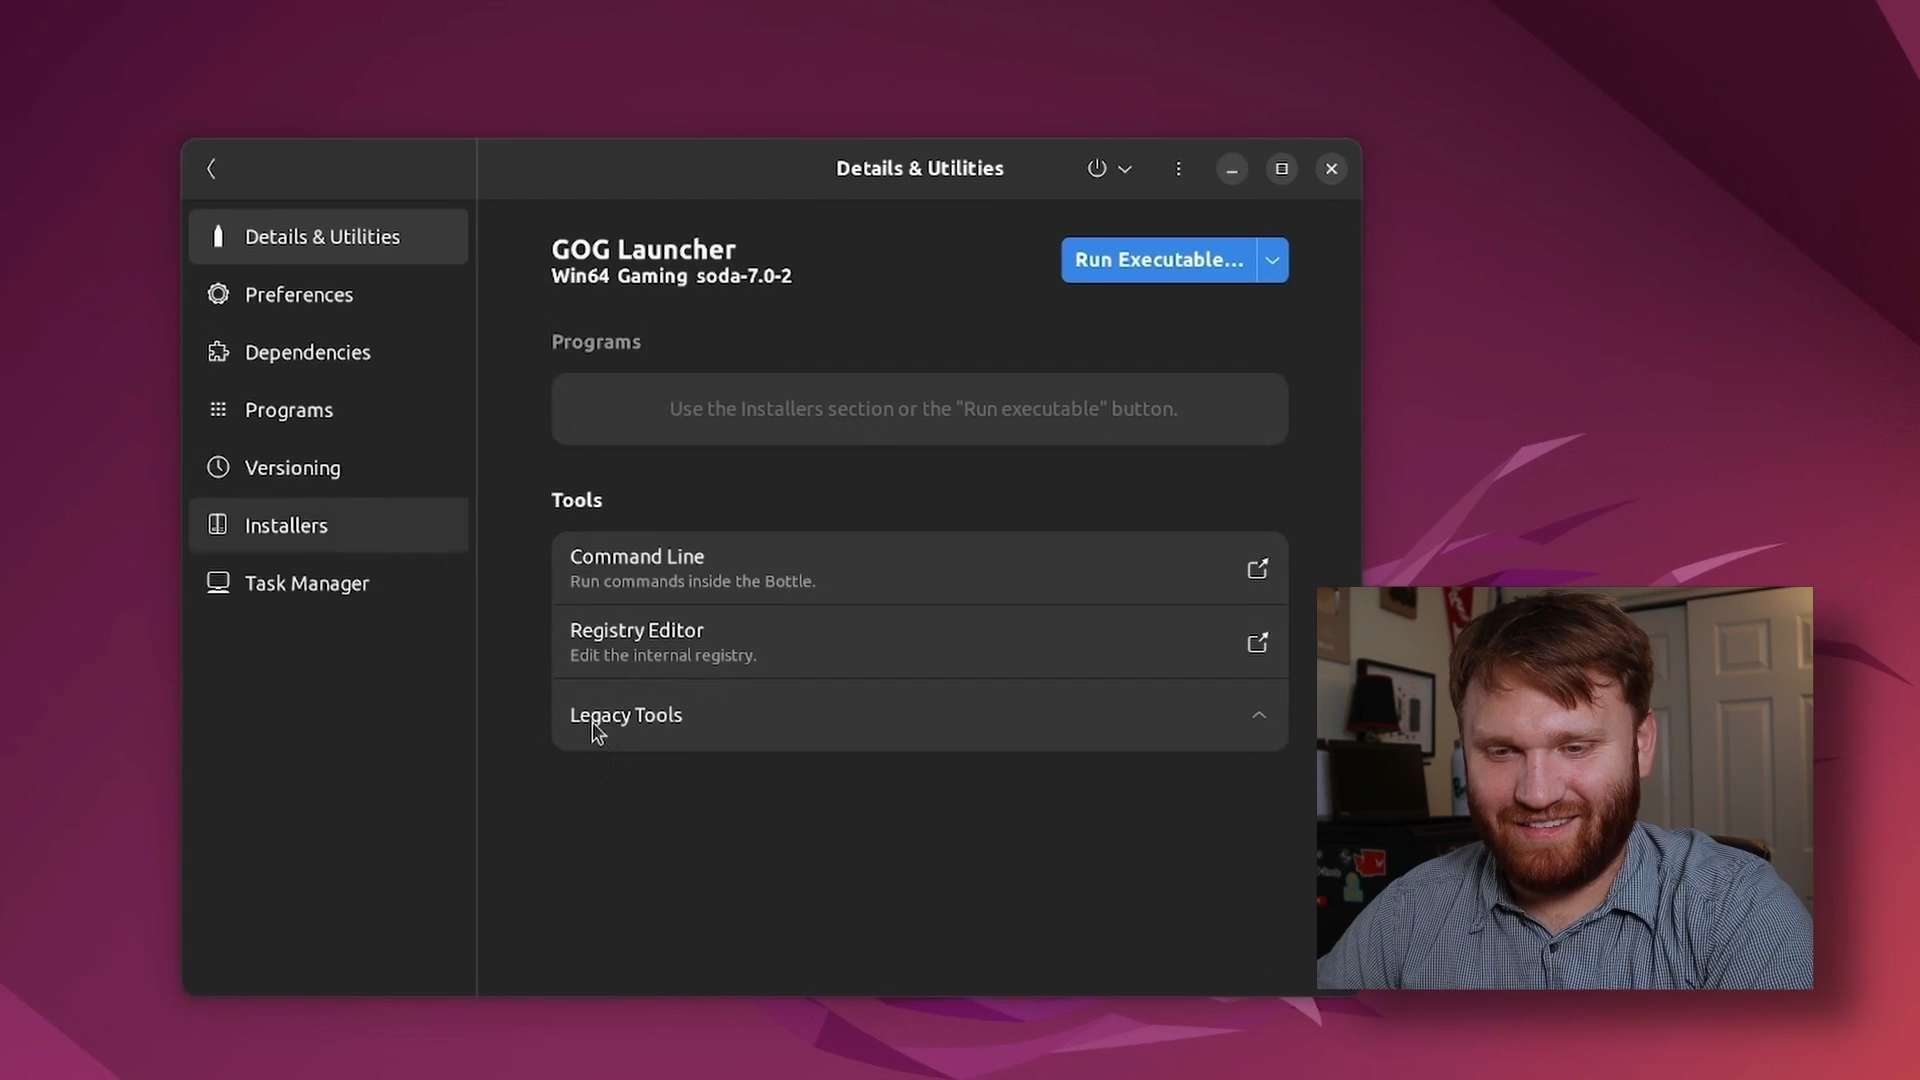 Details & Utilities
Details & Utilities
Preferences
Dependencies
Programs
Versioning
Installers
Task Manager
GOG Launcher
Win64 Gaming soda-7.0-2
Run Executable...
Programs
Use the Installers section or the "Run executable" button.
Tools
Command Line
Run commands inside the Bottle.
Registry Editor
Edit the internal registry.
Legacy Tools